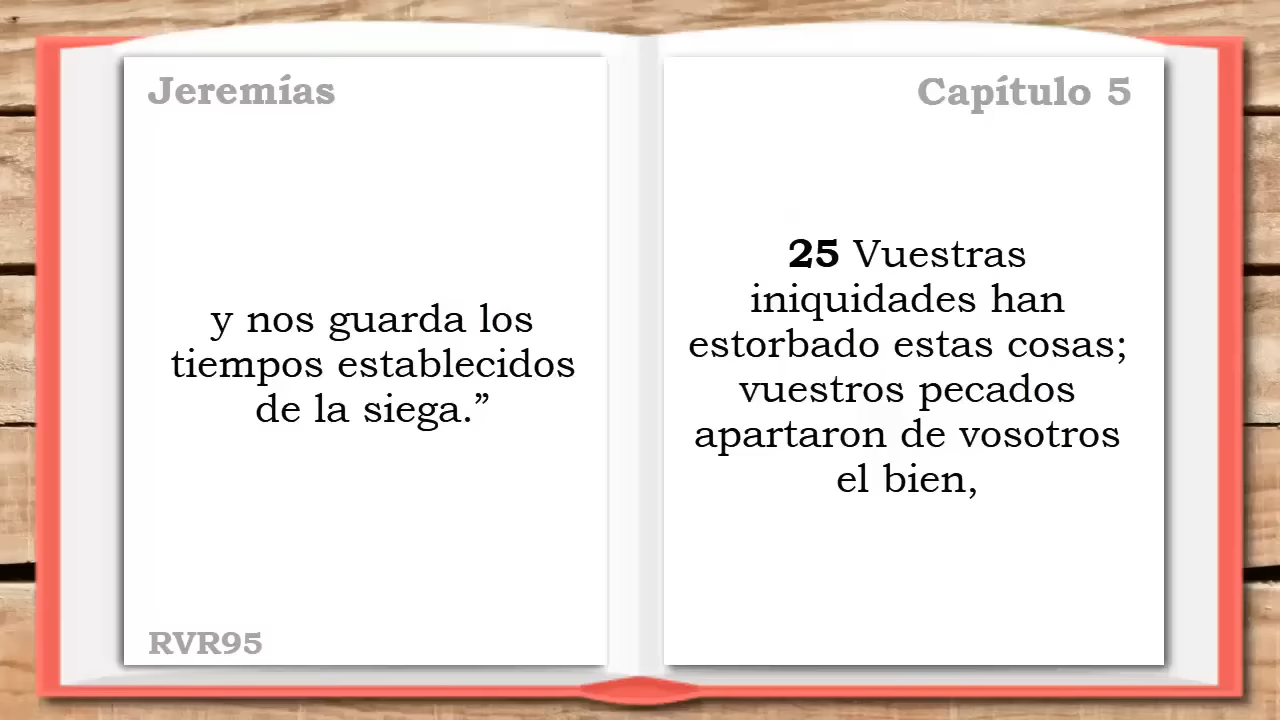 Jeremías
y nos guarda los
tiempos establecidos
de la siega.”
RVR95
Capítulo 5
25 Vuestras
iniquidades han
estorbado estas cosas;
vuestros pecados
apartaron de vosotros
el bien,